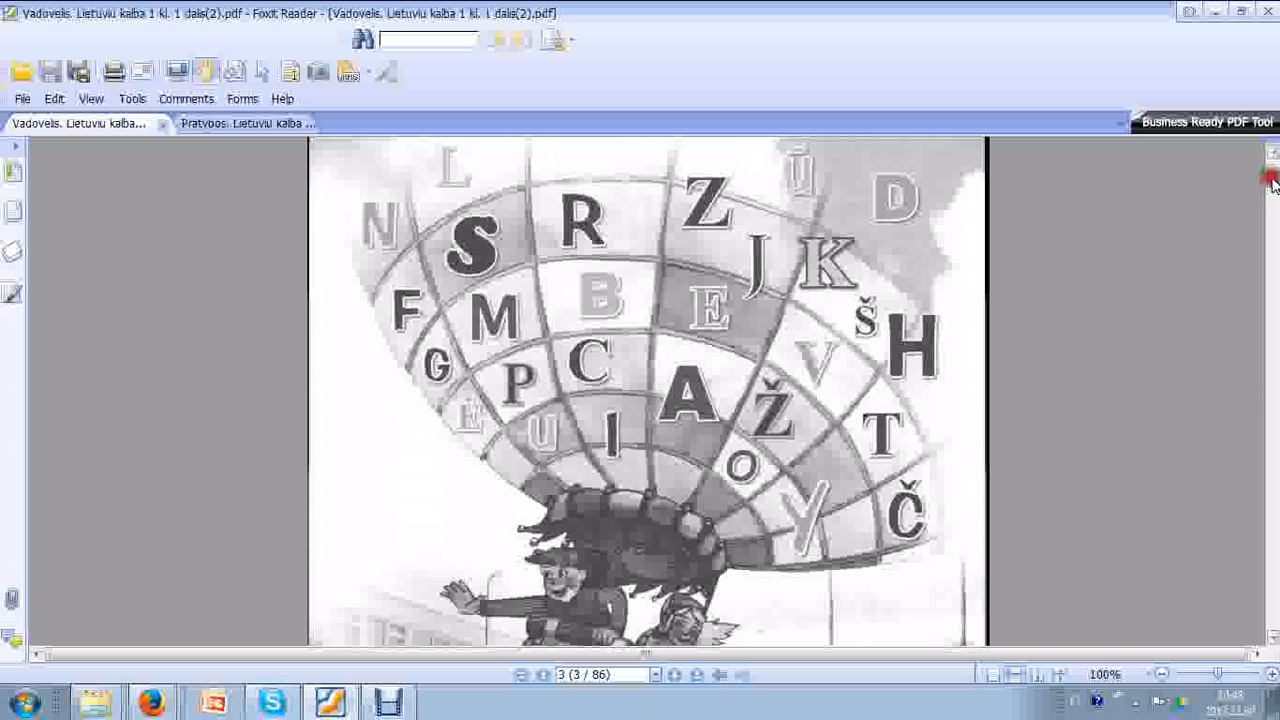 Vadovelis. Lietuviu kalba 1 kl. 1 dalis(2).pdf - Foxit Reader - [Vadovelis. Lietuviu kalba 1 kl. 1 dalis(2).pdf]
File Edit View Tools Comments Forms Help
Vadovelis. Lietuviu kalba... Pratybos. Lietuviu kalba ... Business Ready PDF Tool
L Ū D
N S R Z J K
F M B E Š H
G P C A Ž V T
Ė U I O Y Č
3 (3 / 86) 100%